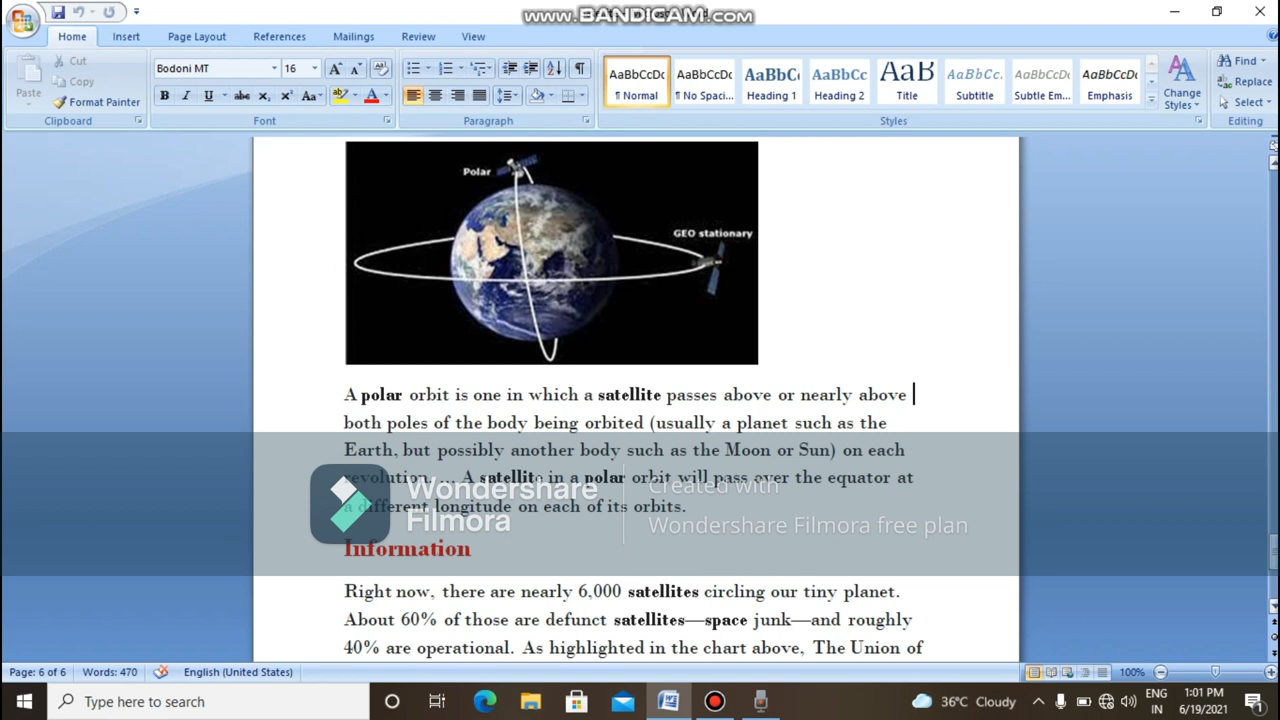 www.BANDICAM.com
Home Insert Page Layout References Mailings Review View
Cut
Copy
Format Painter
Paste
Clipboard
Bodoni MT 16
B I U abc X₂ X² Aa
Font
Paragraph
AaBbCcDc AaBbCcDc AaBbC( AaBbCc AaB AaBbCc. AaBbCcDc AaBbCcDc
¶ Normal ¶ No Spaci... Heading 1 Heading 2 Title Subtitle Subtle Em... Emphasis
Change
Styles
Styles
Find
Replace
Select
Editing
Polar
GEO stationary
A polar orbit is one in which a satellite passes above or nearly above
both poles of the body being orbited (usually a planet such as the
Earth, but possibly another body such as the Moon or Sun) on each
revolution. ... A satellite in a polar orbit will pass over the equator at
a different longitude on each of its orbits.
Wondershare
Filmora
Created with
Wondershare Filmora free plan
Information
Right now, there are nearly 6,000 satellites circling our tiny planet.
About 60% of those are defunct satellites—space junk—and roughly
40% are operational. As highlighted in the chart above, The Union of
Page: 6 of 6 Words: 470 English (United States) 100%
Type here to search
36°C Cloudy
ENG
IN
1:01 PM
6/19/2021
1